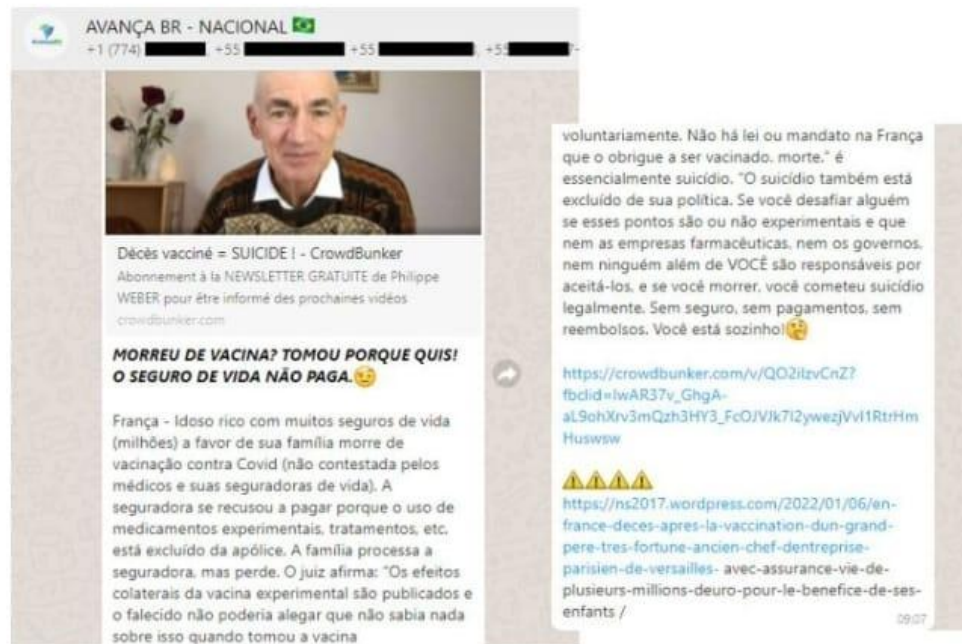 AVANÇA BR - NACIONAL
+1 (774) +55 +55 , +55 7-
Décès vacciné = SUICIDE ! - CrowdBunker
Abonnement à la NEWSLETTER GRATUITE de Philippe
WEBER pour être informé des prochaines vidéos
crowdbunker.com
MORREU DE VACINA? TOMOU PORQUE QUIS!
O SEGURO DE VIDA NÃO PAGA.
França - Idoso rico com muitos seguros de vida
(milhões) a favor de sua família morre de
vacinação contra Covid (não contestada pelos
médicos e suas seguradoras de vida). A
seguradora se recusou a pagar porque o uso de
medicamentos experimentais, tratamentos, etc.
está excluído da apólice. A família processa a
seguradora, mas perde. O juiz afirma: "Os efeitos
colaterais da vacina experimental são publicados e
o falecido não poderia alegar que não sabia nada
sobre isso quando tomou a vacina
voluntariamente. Não há lei ou mandato na França
que o obrigue a ser vacinado. morte." é
essencialmente suicídio. "O suicídio também está
excluído de sua política. Se você desafiar alguém
se esses pontos são ou não experimentais e que
nem as empresas farmacêuticas, nem os governos,
nem ninguém além de VOCÊ são responsáveis por
aceitá-los, e se você morrer, você cometeu suicídio
legalmente. Sem seguro, sem pagamentos, sem
reembolsos. Você está sozinho!
https://crowdbunker.com/v/QO2iIzvCnZ?
fbclid=IwAR37v_GhgA-
aL9ohXrv3mQzh3HY3_FcOJVJk7I2ywezjVvI1RtrHm
Huswsw
https://ns2017.wordpress.com/2022/01/06/en-
france-deces-apres-la-vaccination-dun-grand-
pere-tres-fortune-ancien-chef-dentreprise-
parisien-de-versailles- avec-assurance-vie-de-
plusieurs-millions-deuro-pour-le-benefice-de-ses-
enfants /
09:07